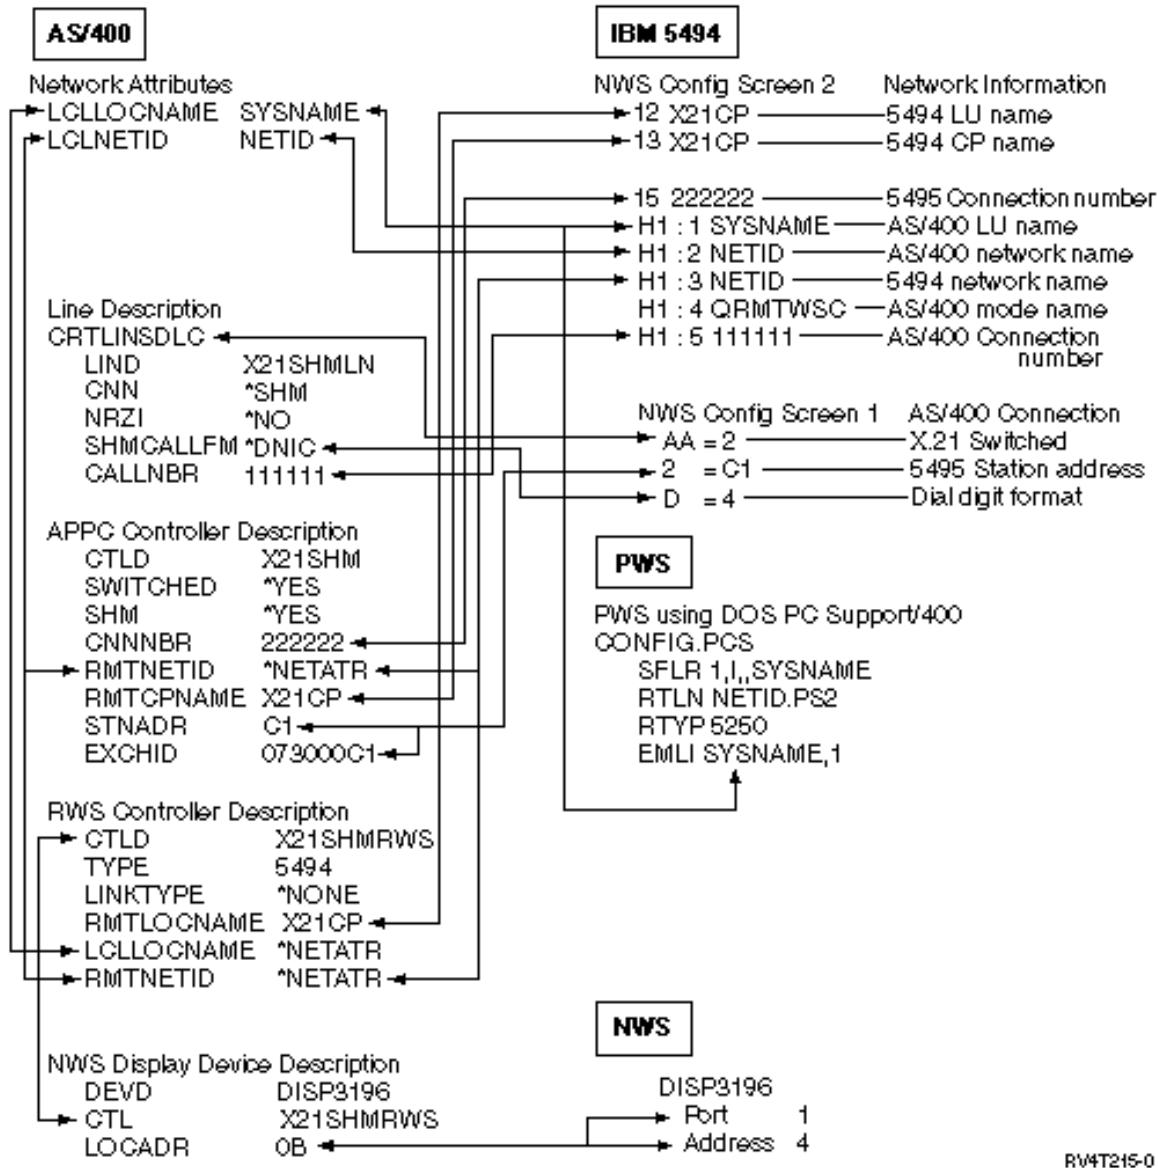 AS/400
Network Attributes
LCLLOCNAME SYSNAME
LCLNETID NETID
Line Description
CRTLINSDLC
LIND X21SHMLN
CNN *SHM
NRZI *NO
SHMCALLFM *DNIC
CALLNBR 111111
APPC Controller Description
CTLD X21SHM
SWITCHED *YES
SHM *YES
CNNNBR 222222
RMTNETID *NETATR
RMTCPNAME X21CP
STNADR C1
EXCHID 073000C1
RWS Controller Description
CTLD X21SHMRWS
TYPE 5494
LINKTYPE *NONE
RMTLOCNAME X21CP
LCLLOCNAME *NETATR
RMTNETID *NETATR
NWS Display Device Description
DEVD DISP3196
CTL X21SHMRWS
LOCADR 0B
IBM 5494
NWS Config Screen 2 Network Information
12 X21CP 5494 LU name
13 X21CP 5494 CP name
15 222222 5495 Connection number
H1 : 1 SYSNAME AS/400 LU name
H1 : 2 NETID AS/400 network name
H1 : 3 NETID 5494 network name
H1 : 4 QRMTWSC AS/400 mode name
H1 : 5 111111 AS/400 Connection
number
NWS Config Screen 1 AS/400 Connection
AA = 2 X.21 Switched
2 = C1 5495 Station address
D = 4 Dial digit format
PWS
PWS using DOS PC Support/400
CONFIG.PCS
SFLR 1,I,,SYSNAME
RTLN NETID.PS2
RTYP 5250
EMLI SYSNAME,1
NWS
DISP3196
Port 1
Address 4
RV4T215-0